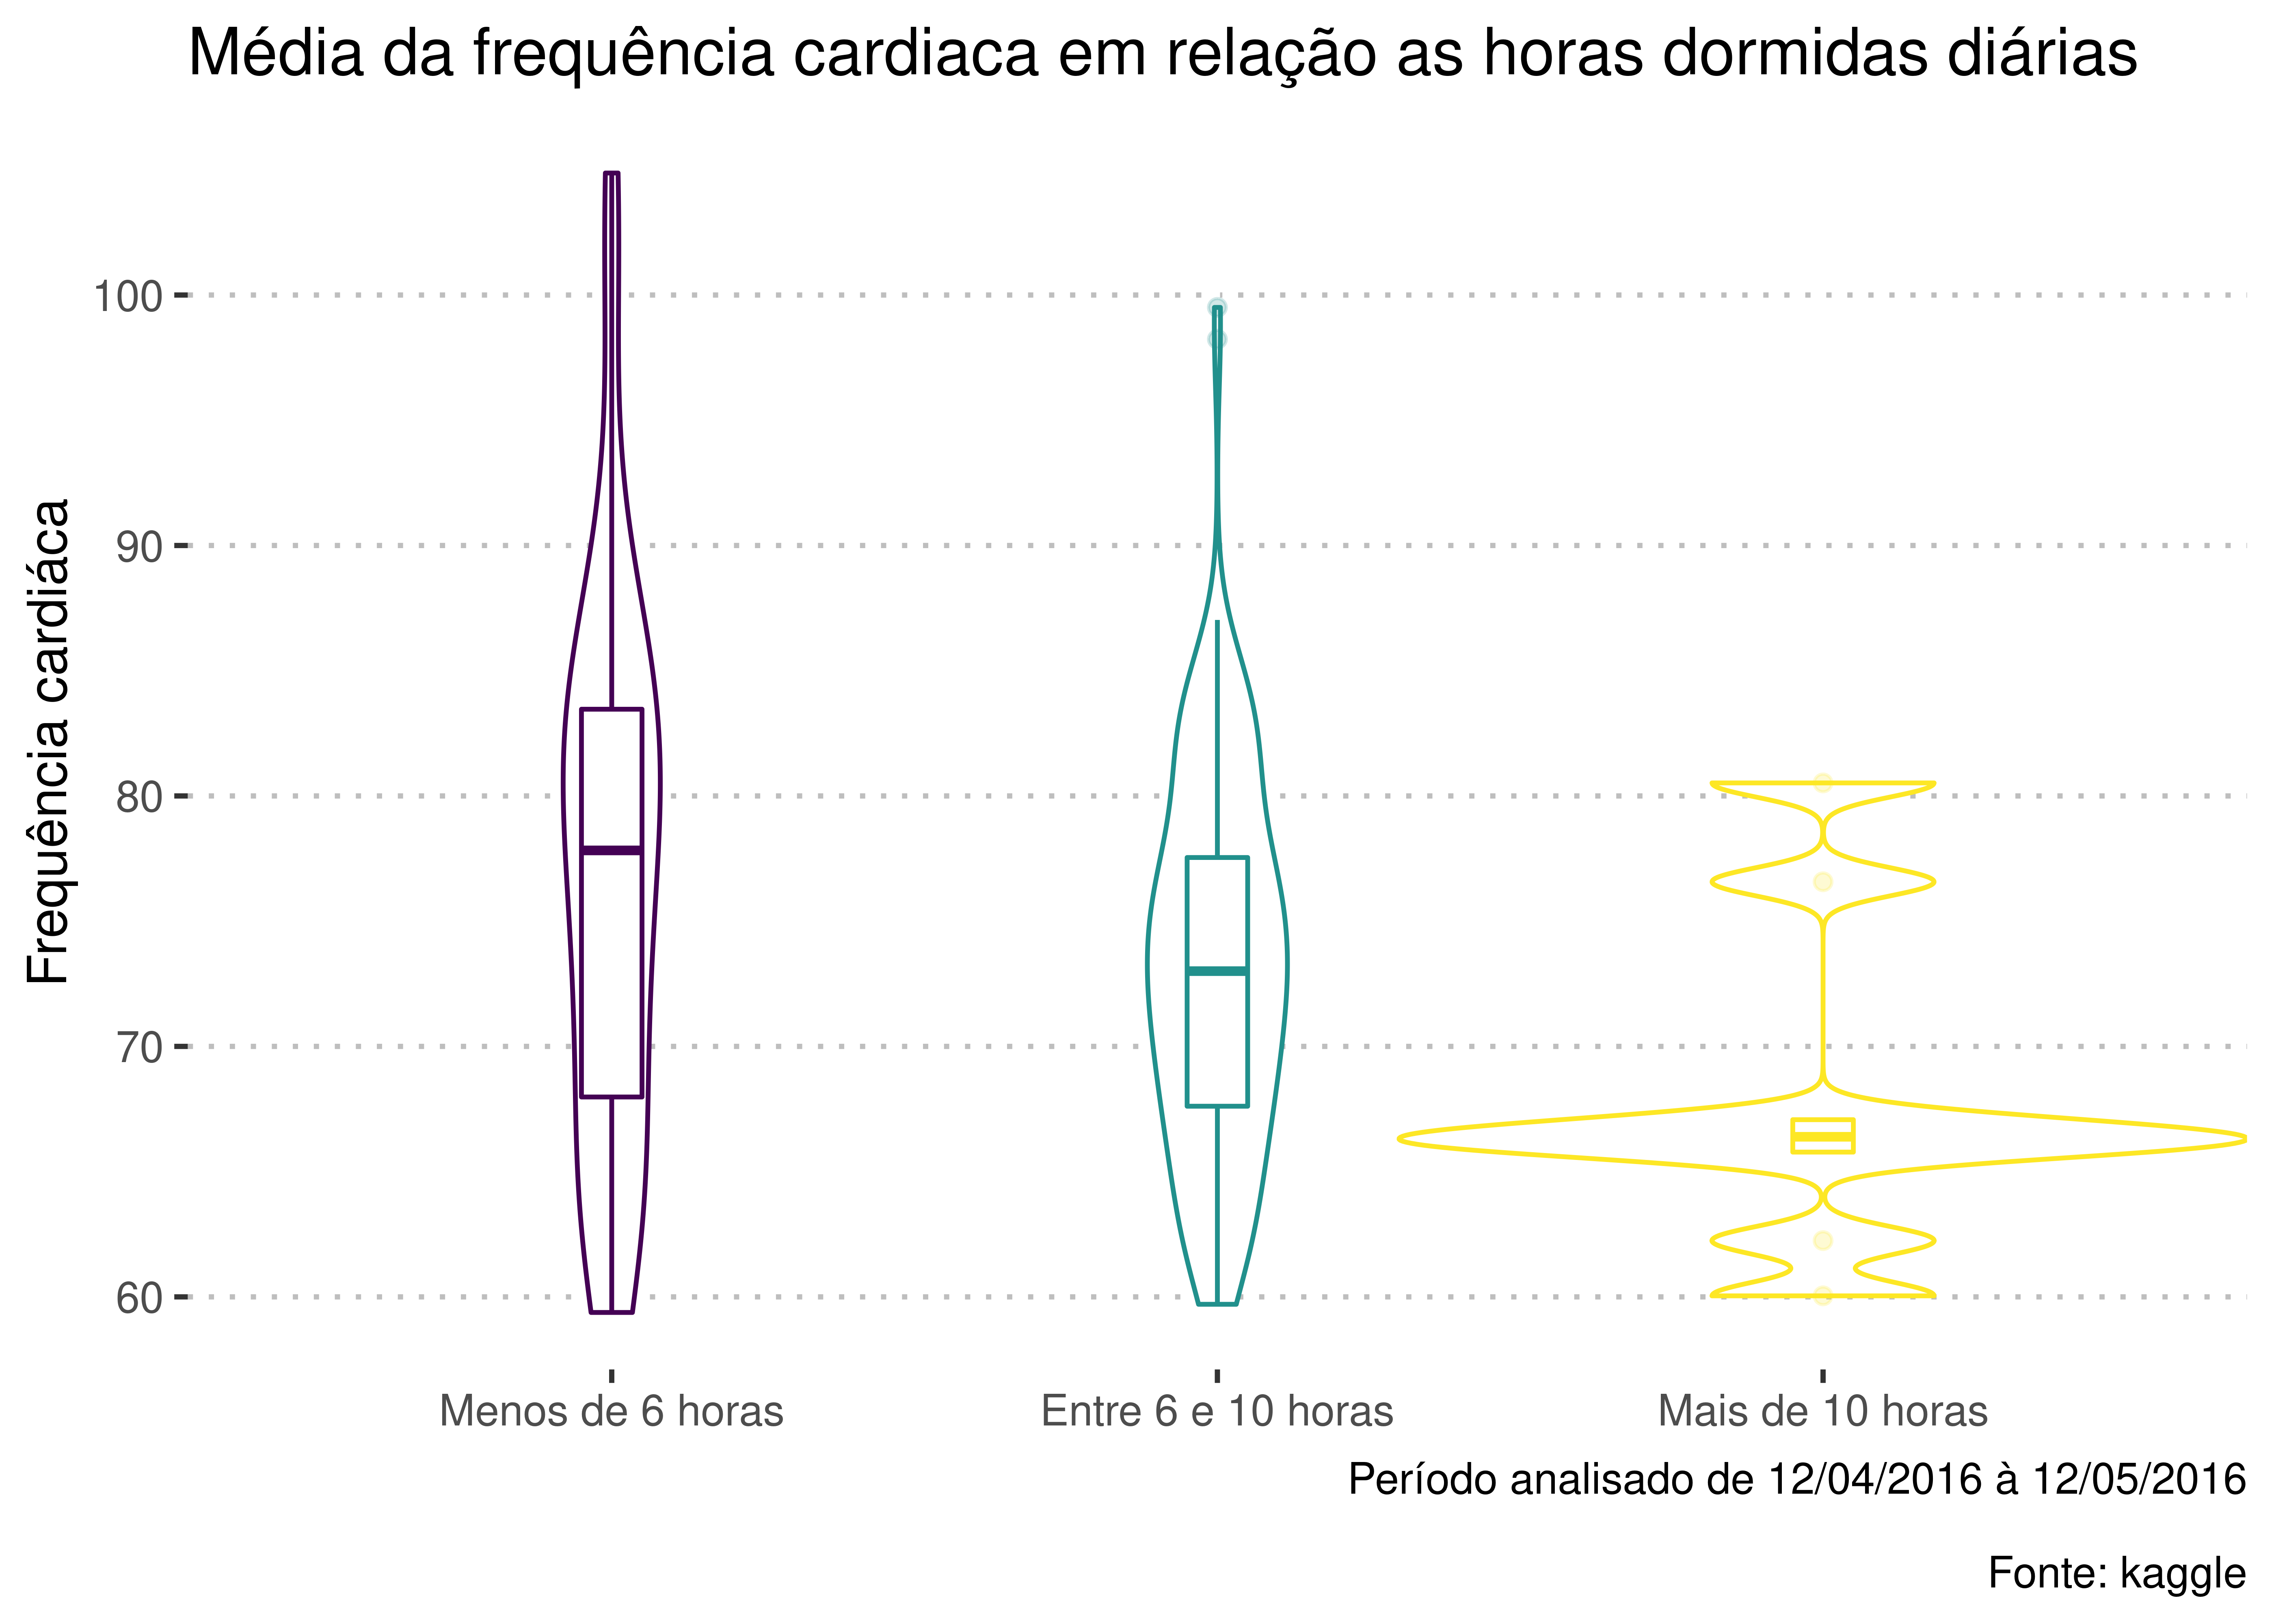 Média da frequência cardiaca em relação as horas dormidas diárias
Frequência cardiáca
100
90
80
70
60
Menos de 6 horas
Entre 6 e 10 horas
Mais de 10 horas
Período analisado de 12/04/2016 à 12/05/2016
Fonte: kaggle